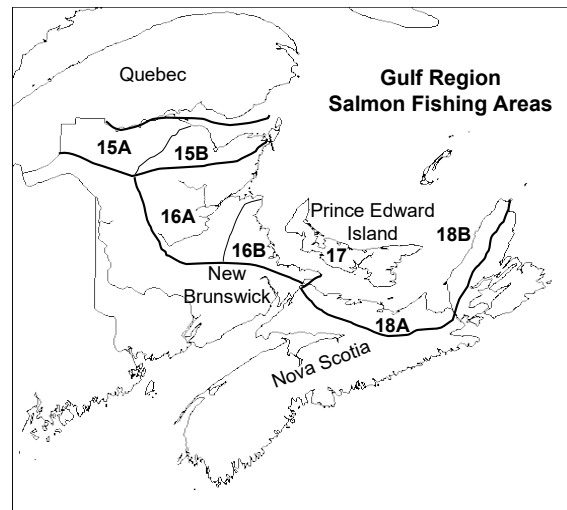 Quebec
Gulf Region
Salmon Fishing Areas
15A
15B
16A
Prince Edward
Island
18B
16B
17
New
Brunswick
18A
Nova Scotia